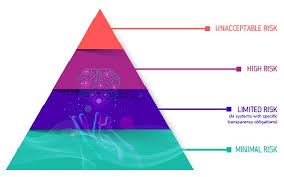 UNACCEPTABLE RISK
HIGH RISK
LIMITED RISK
(AI systems with specific
transparency obligations)
MINIMAL RISK